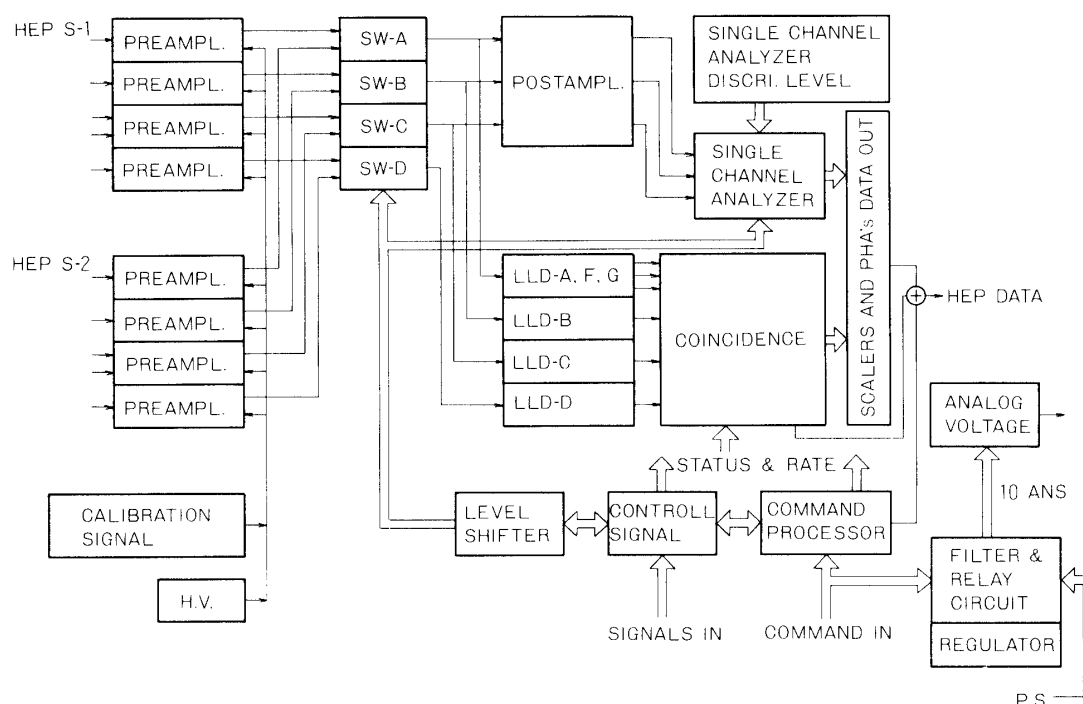 HEP S-1
PREAMPL.
PREAMPL.
PREAMPL.
PREAMPL.
SW-A
SW-B
SW-C
SW-D
POSTAMPL.
SINGLE CHANNEL
ANALYZER
DISCRI. LEVEL
SINGLE
CHANNEL
ANALYZER
SCALERS AND PHA's DATA OUT
HEP S-2
PREAMPL.
PREAMPL.
PREAMPL.
PREAMPL.
LLD-A, F, G
LLD-B
LLD-C
LLD-D
COINCIDENCE
HEP DATA
ANALOG
VOLTAGE
STATUS & RATE
10 ANS
CALIBRATION
SIGNAL
H.V.
LEVEL
SHIFTER
CONTROLL
SIGNAL
COMMAND
PROCESSOR
FILTER &
RELAY
CIRCUIT
REGULATOR
SIGNALS IN
COMMAND IN
P.S.